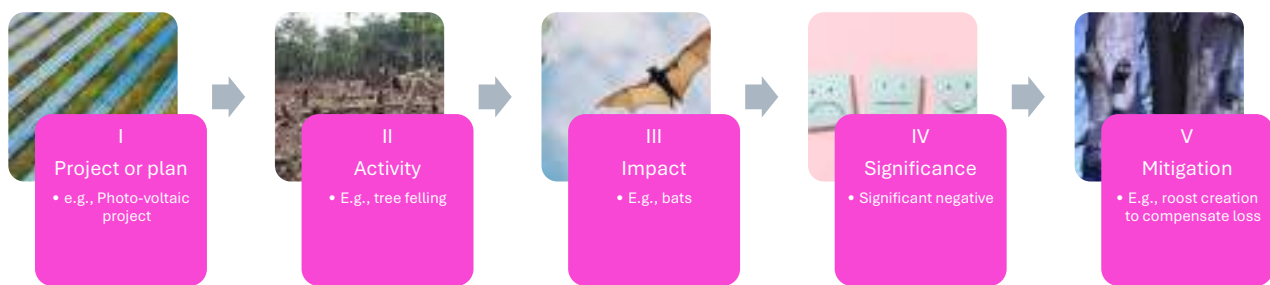 I
Project or plan
• e.g., Photo-voltaic
project
II
Activity
• E.g., tree felling
III
Impact
• E.g., bats
IV
Significance
• Significant negative
V
Mitigation
• E.g., roost creation
to compensate loss